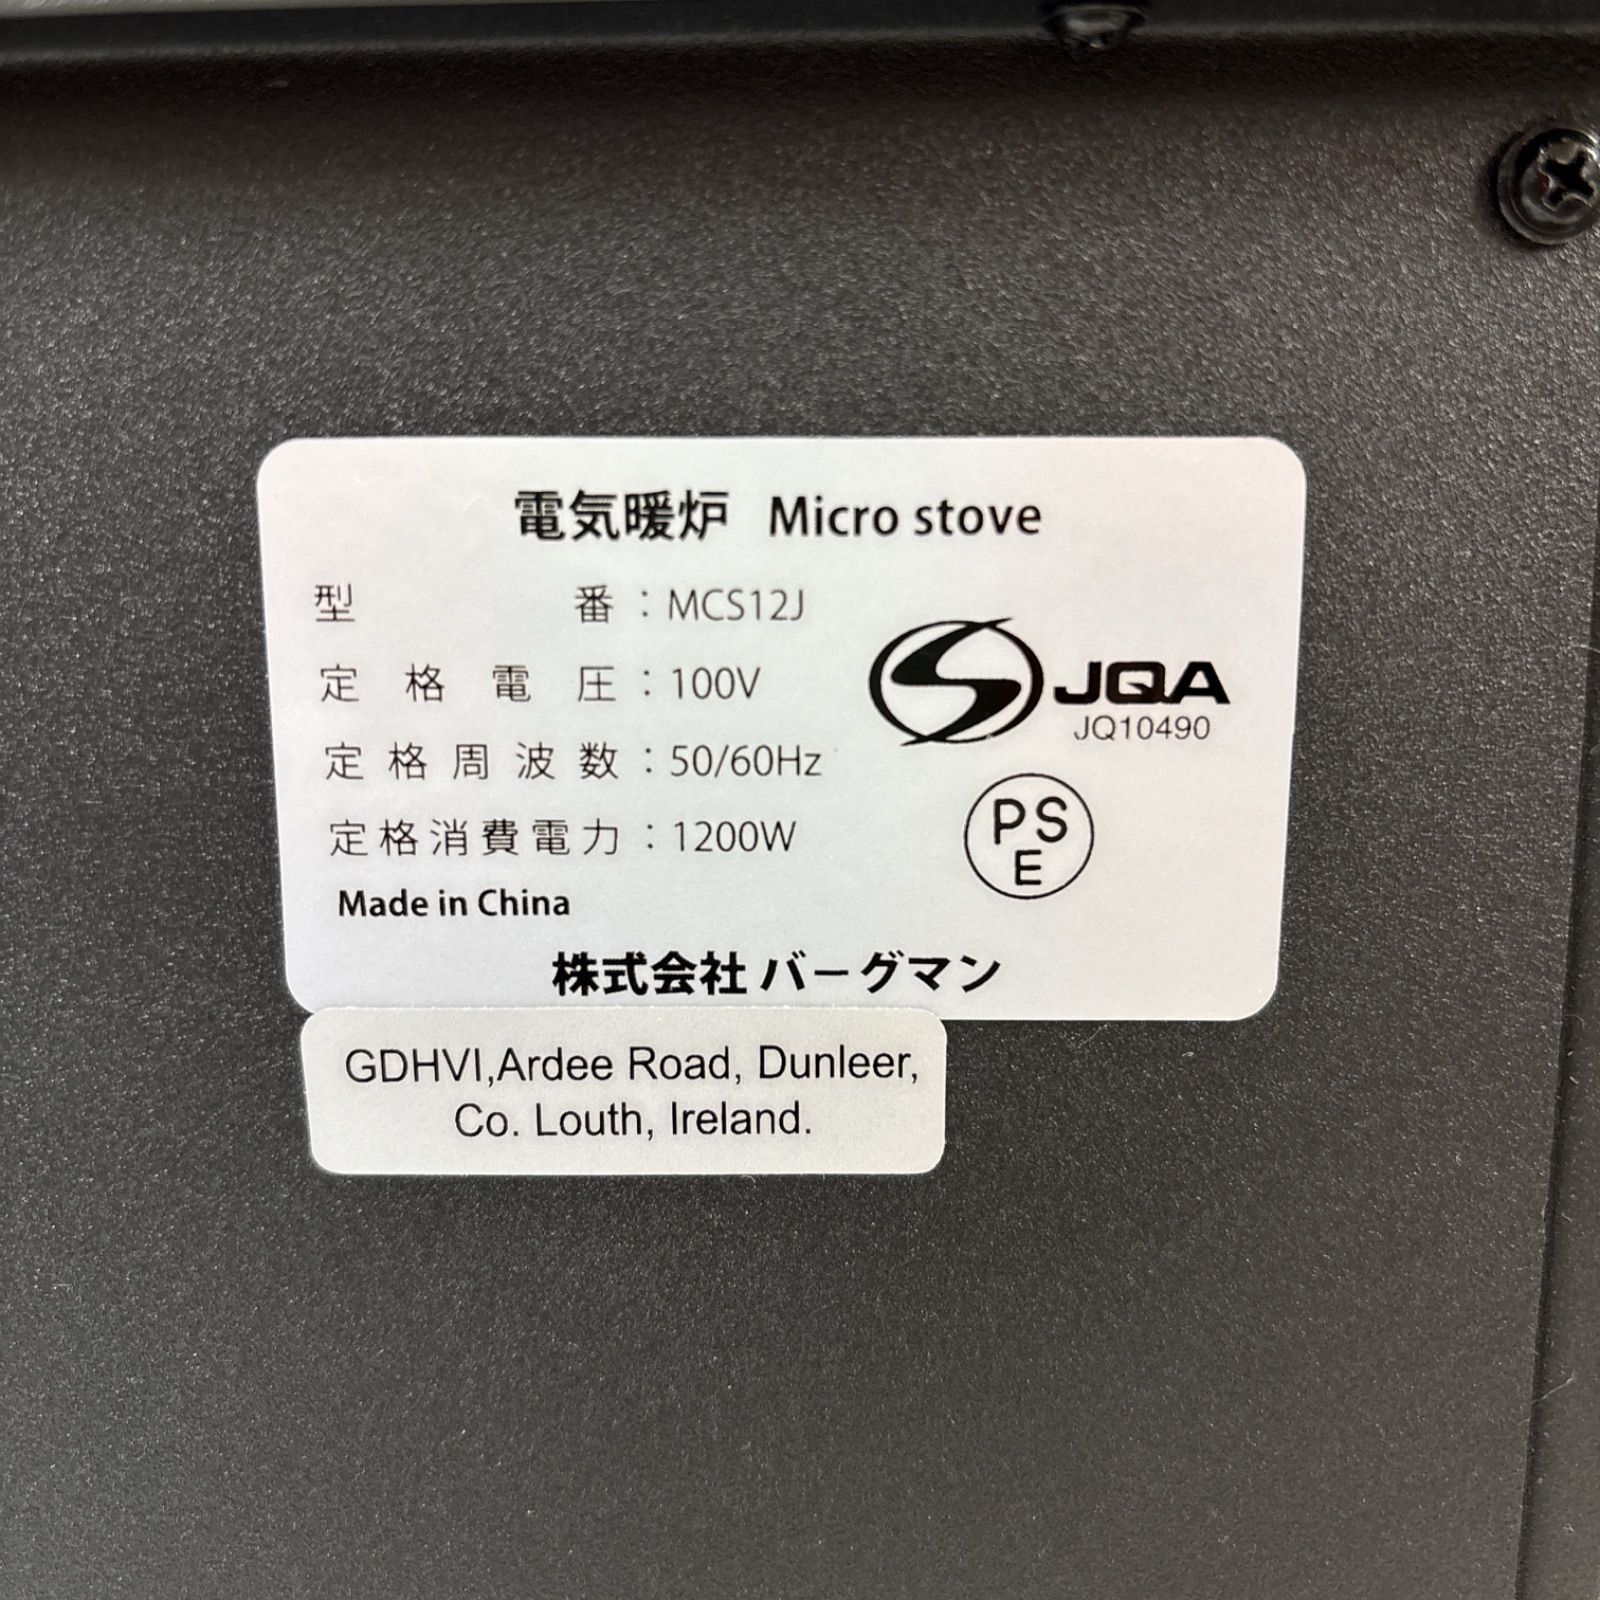 電気暖炉 Micro stove
型番：MCS12J
定格電圧：100V
定格周波数：50/60Hz
定格消費電力：1200W
JQA
JQ10490
PS
E
Made in China
株式会社 バーグマン
GDHVI,Ardee Road, Dunleer,
Co. Louth, Ireland.